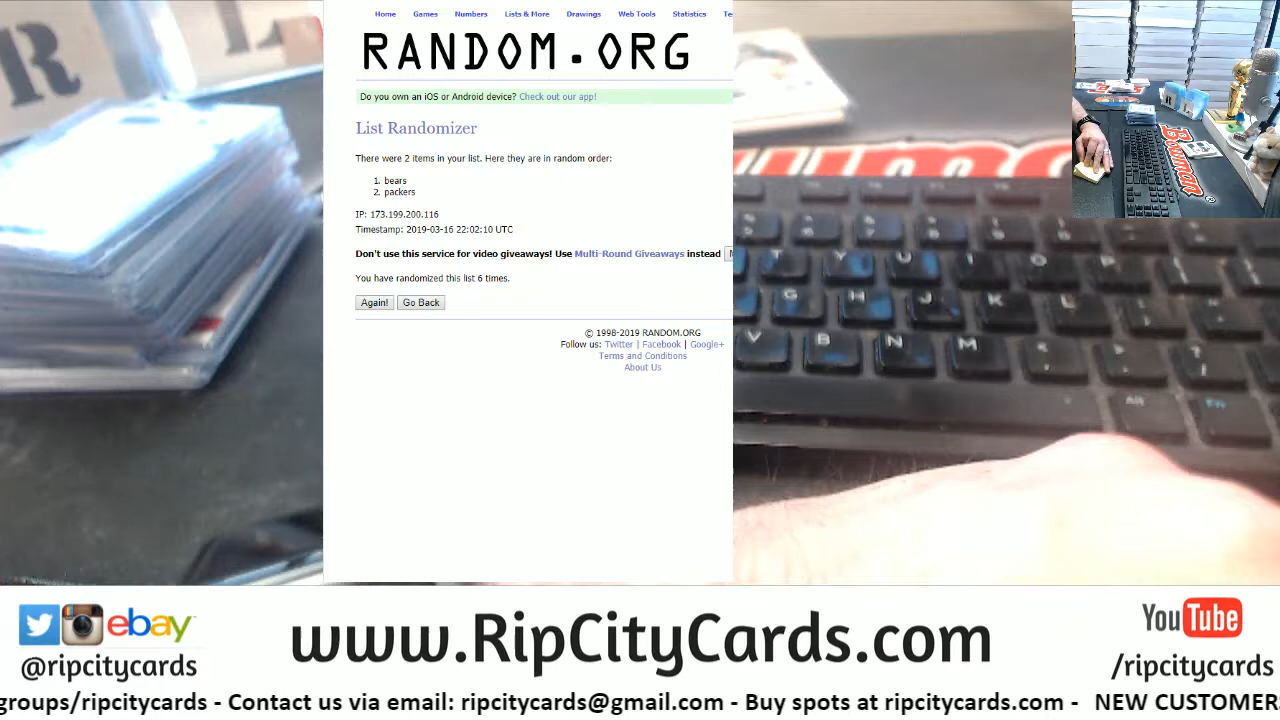 Home Games Numbers Lists & More Drawings Web Tools Statistics Te
RANDOM.ORG
Do you own an iOS or Android device? Check out our app!
List Randomizer
There were 2 items in your list. Here they are in random order:
1. bears
2. packers
IP: 173.199.200.116
Timestamp: 2019-03-16 22:02:10 UTC
Don't use this service for video giveaways! Use Multi-Round Giveaways instead
You have randomized this list 6 times.
Again! Go Back
© 1998-2019 RANDOM.ORG
Follow us: Twitter | Facebook | Google+
Terms and Conditions
About Us
Bowman
T Y U I O P
G H J K L
V B N M
Alt Fn
ebay
@ripcitycards
www.RipCityCards.com
YouTube
/ripcitycards
groups/ripcitycards - Contact us via email: ripcitycards@gmail.com - Buy spots at ripcitycards.com - NEW CUSTOMER